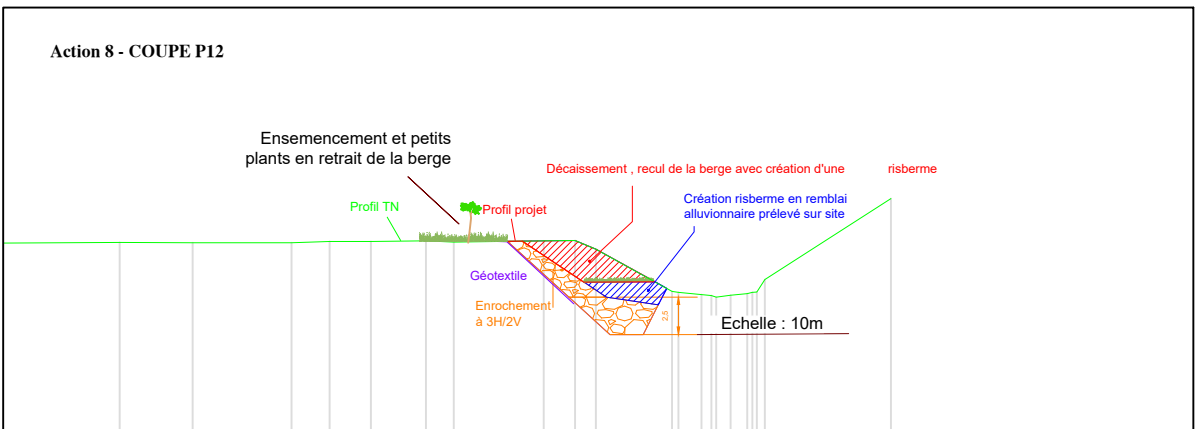 Action 8 - COUPE P12
Ensemencement et petits
plants en retrait de la berge
Décaissement , recul de la berge avec création d'une risberme
Création risberme en remblai
alluvionnaire prélevé sur site
Profil TN
Profil projet
Géotextile
Enrochement
à 3H/2V
2,5
Echelle : 10m